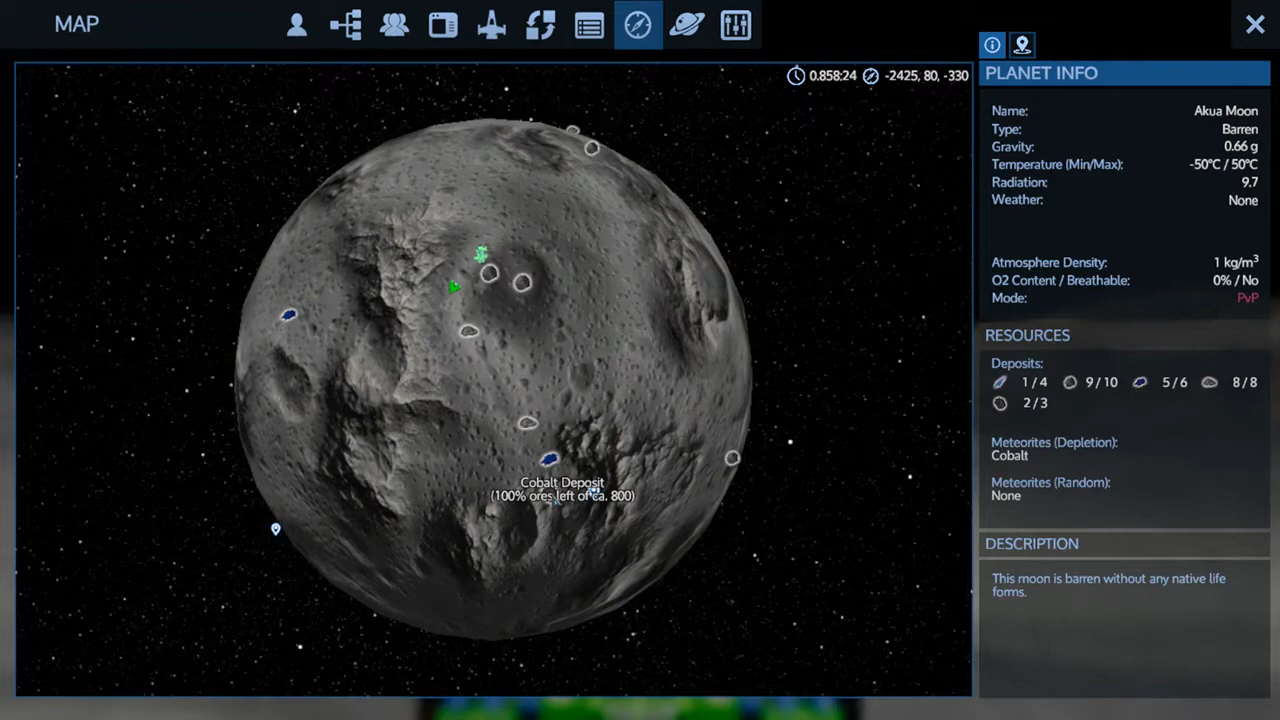 MAP
0.858:24 -2425, 80, -330
PLANET INFO
Name: Akua Moon
Type: Barren
Gravity: 0.66 g
Temperature (Min/Max): -50°C / 50°C
Radiation: 9.7
Weather: None
Atmosphere Density: 1 kg/m³
O2 Content / Breathable: 0% / No
Mode: PvP
RESOURCES
Deposits:
1 / 4 9 / 10 5 / 6 8 / 8
2 / 3
Meteorites (Depletion):
Cobalt
Meteorites (Random):
None
DESCRIPTION
This moon is barren without any native life
forms.
Cobalt Deposit
(100% ores left of ca. 800)